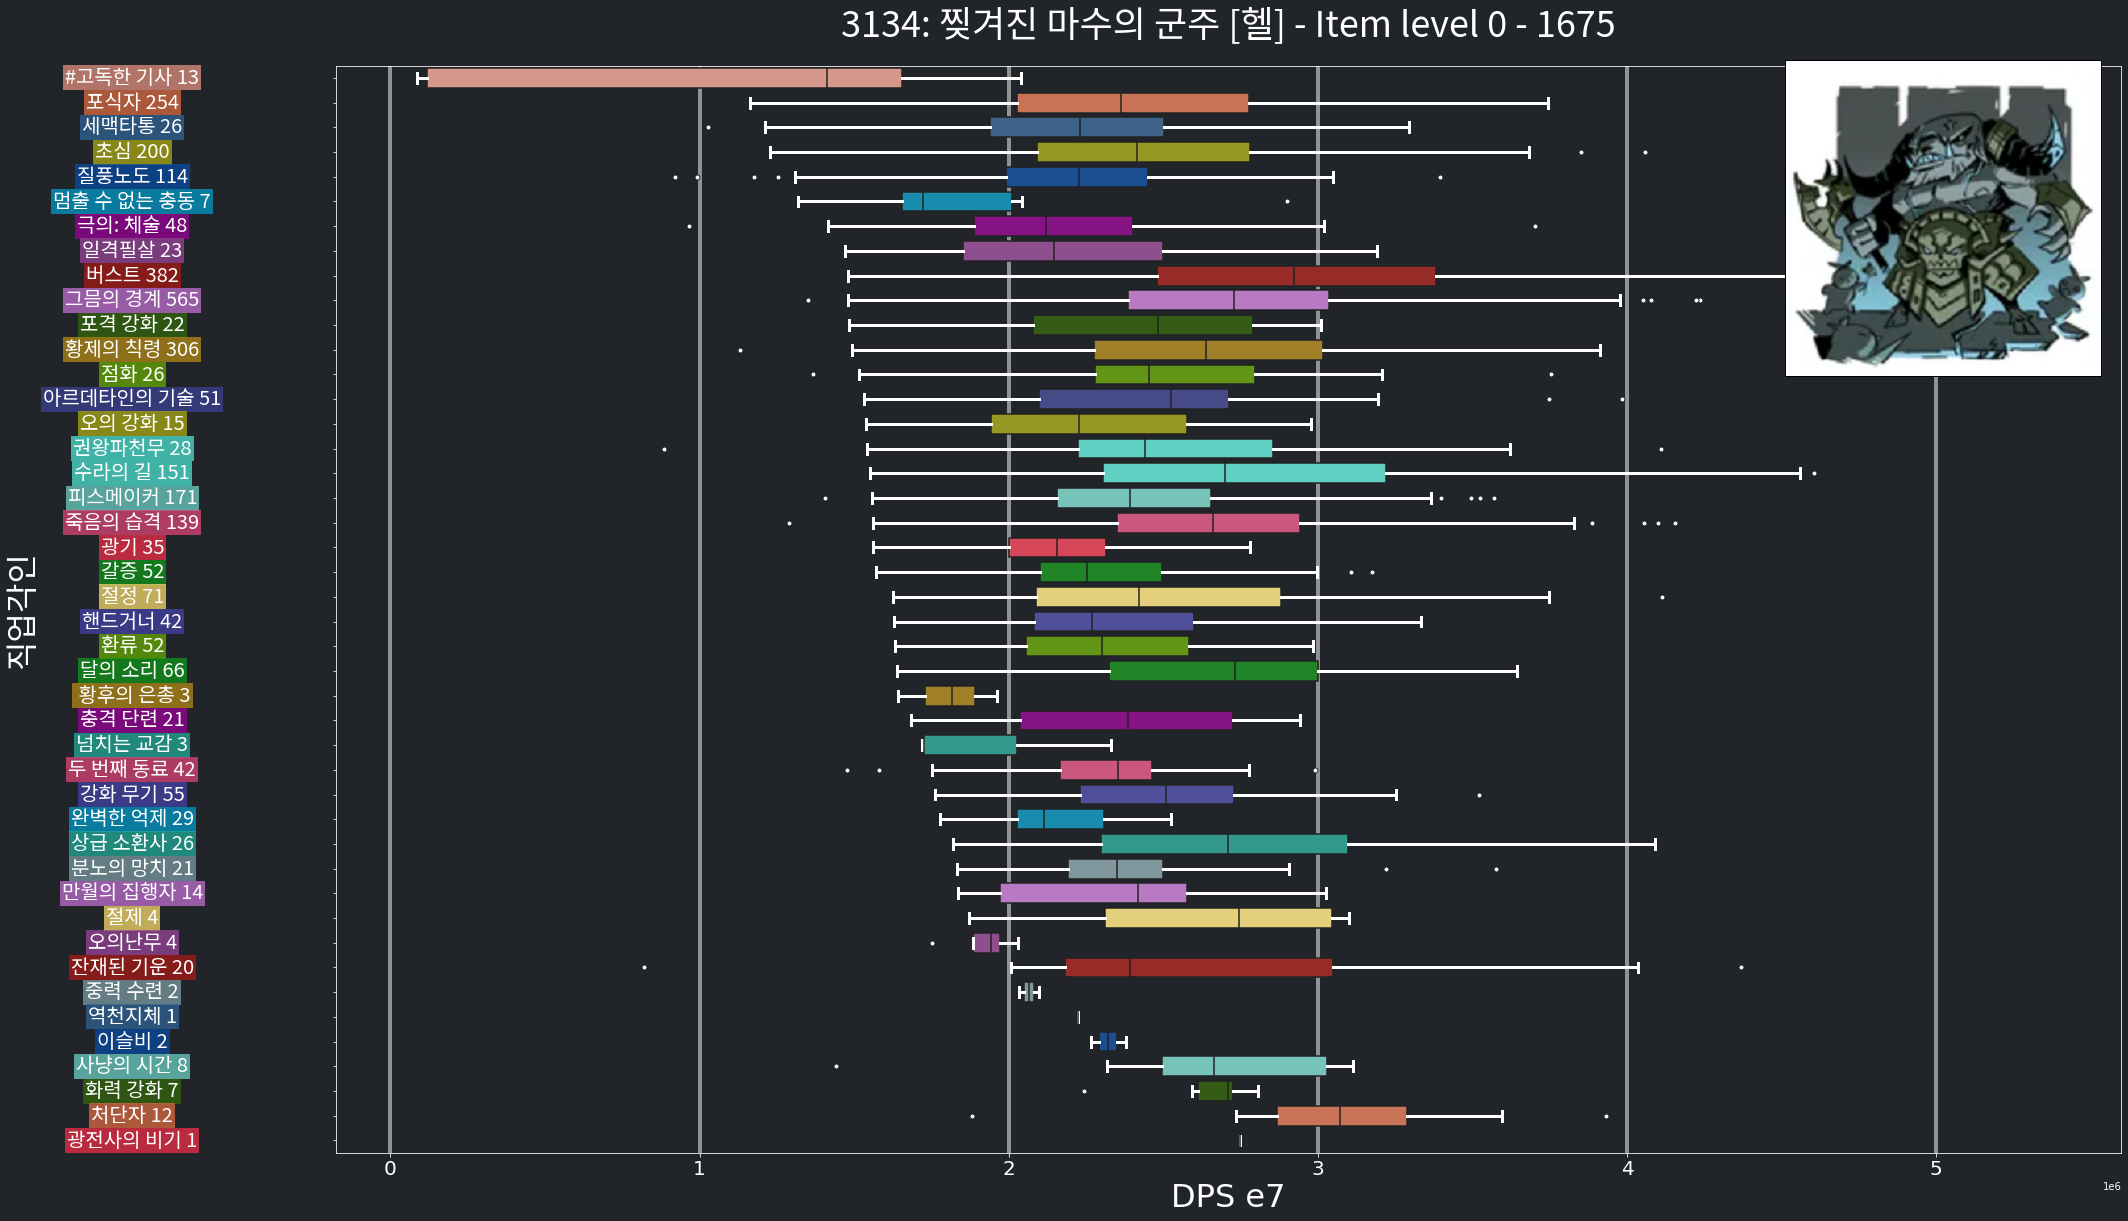 3134: 찢겨진 마수의 군주 [헬] - Item level 0 - 1675
#고독한 기사 13
포식자 254
세맥타통 26
초심 200
질풍노도 114
멈출 수 없는 충동 7
극의: 체술 48
일격필살 23
버스트 382
그믐의 경계 565
포격 강화 22
황제의 칙령 306
점화 26
아르데타인의 기술 51
오의 강화 15
권왕파천무 28
수라의 길 151
피스메이커 171
죽음의 습격 139
광기 35
갈증 52
절정 71
핸드거너 42
환류 52
달의 소리 66
황후의 은총 3
충격 단련 21
넘치는 교감 3
두 번째 동료 42
강화 무기 55
완벽한 억제 29
상급 소환사 26
분노의 망치 21
만월의 집행자 14
절제 4
오의난무 4
잔재된 기운 20
중력 수련 2
역천지체 1
이슬비 2
사냥의 시간 8
화력 강화 7
처단자 12
광전사의 비기 1
직업각인
0 1 2 3 4 5
1e6
DPS e7